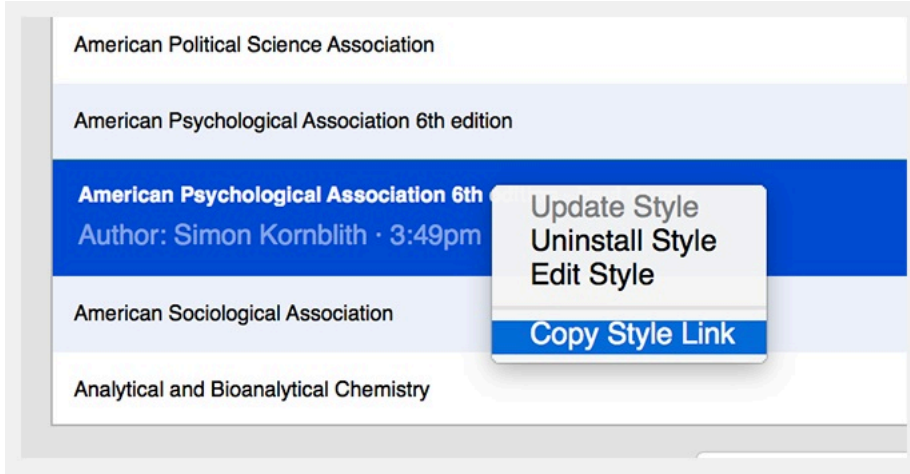 American Political Science Association
American Psychological Association 6th edition
American Psychological Association 6th
Author: Simon Kornblith · 3:49pm
Update Style
Uninstall Style
Edit Style
Copy Style Link
American Sociological Association
Analytical and Bioanalytical Chemistry